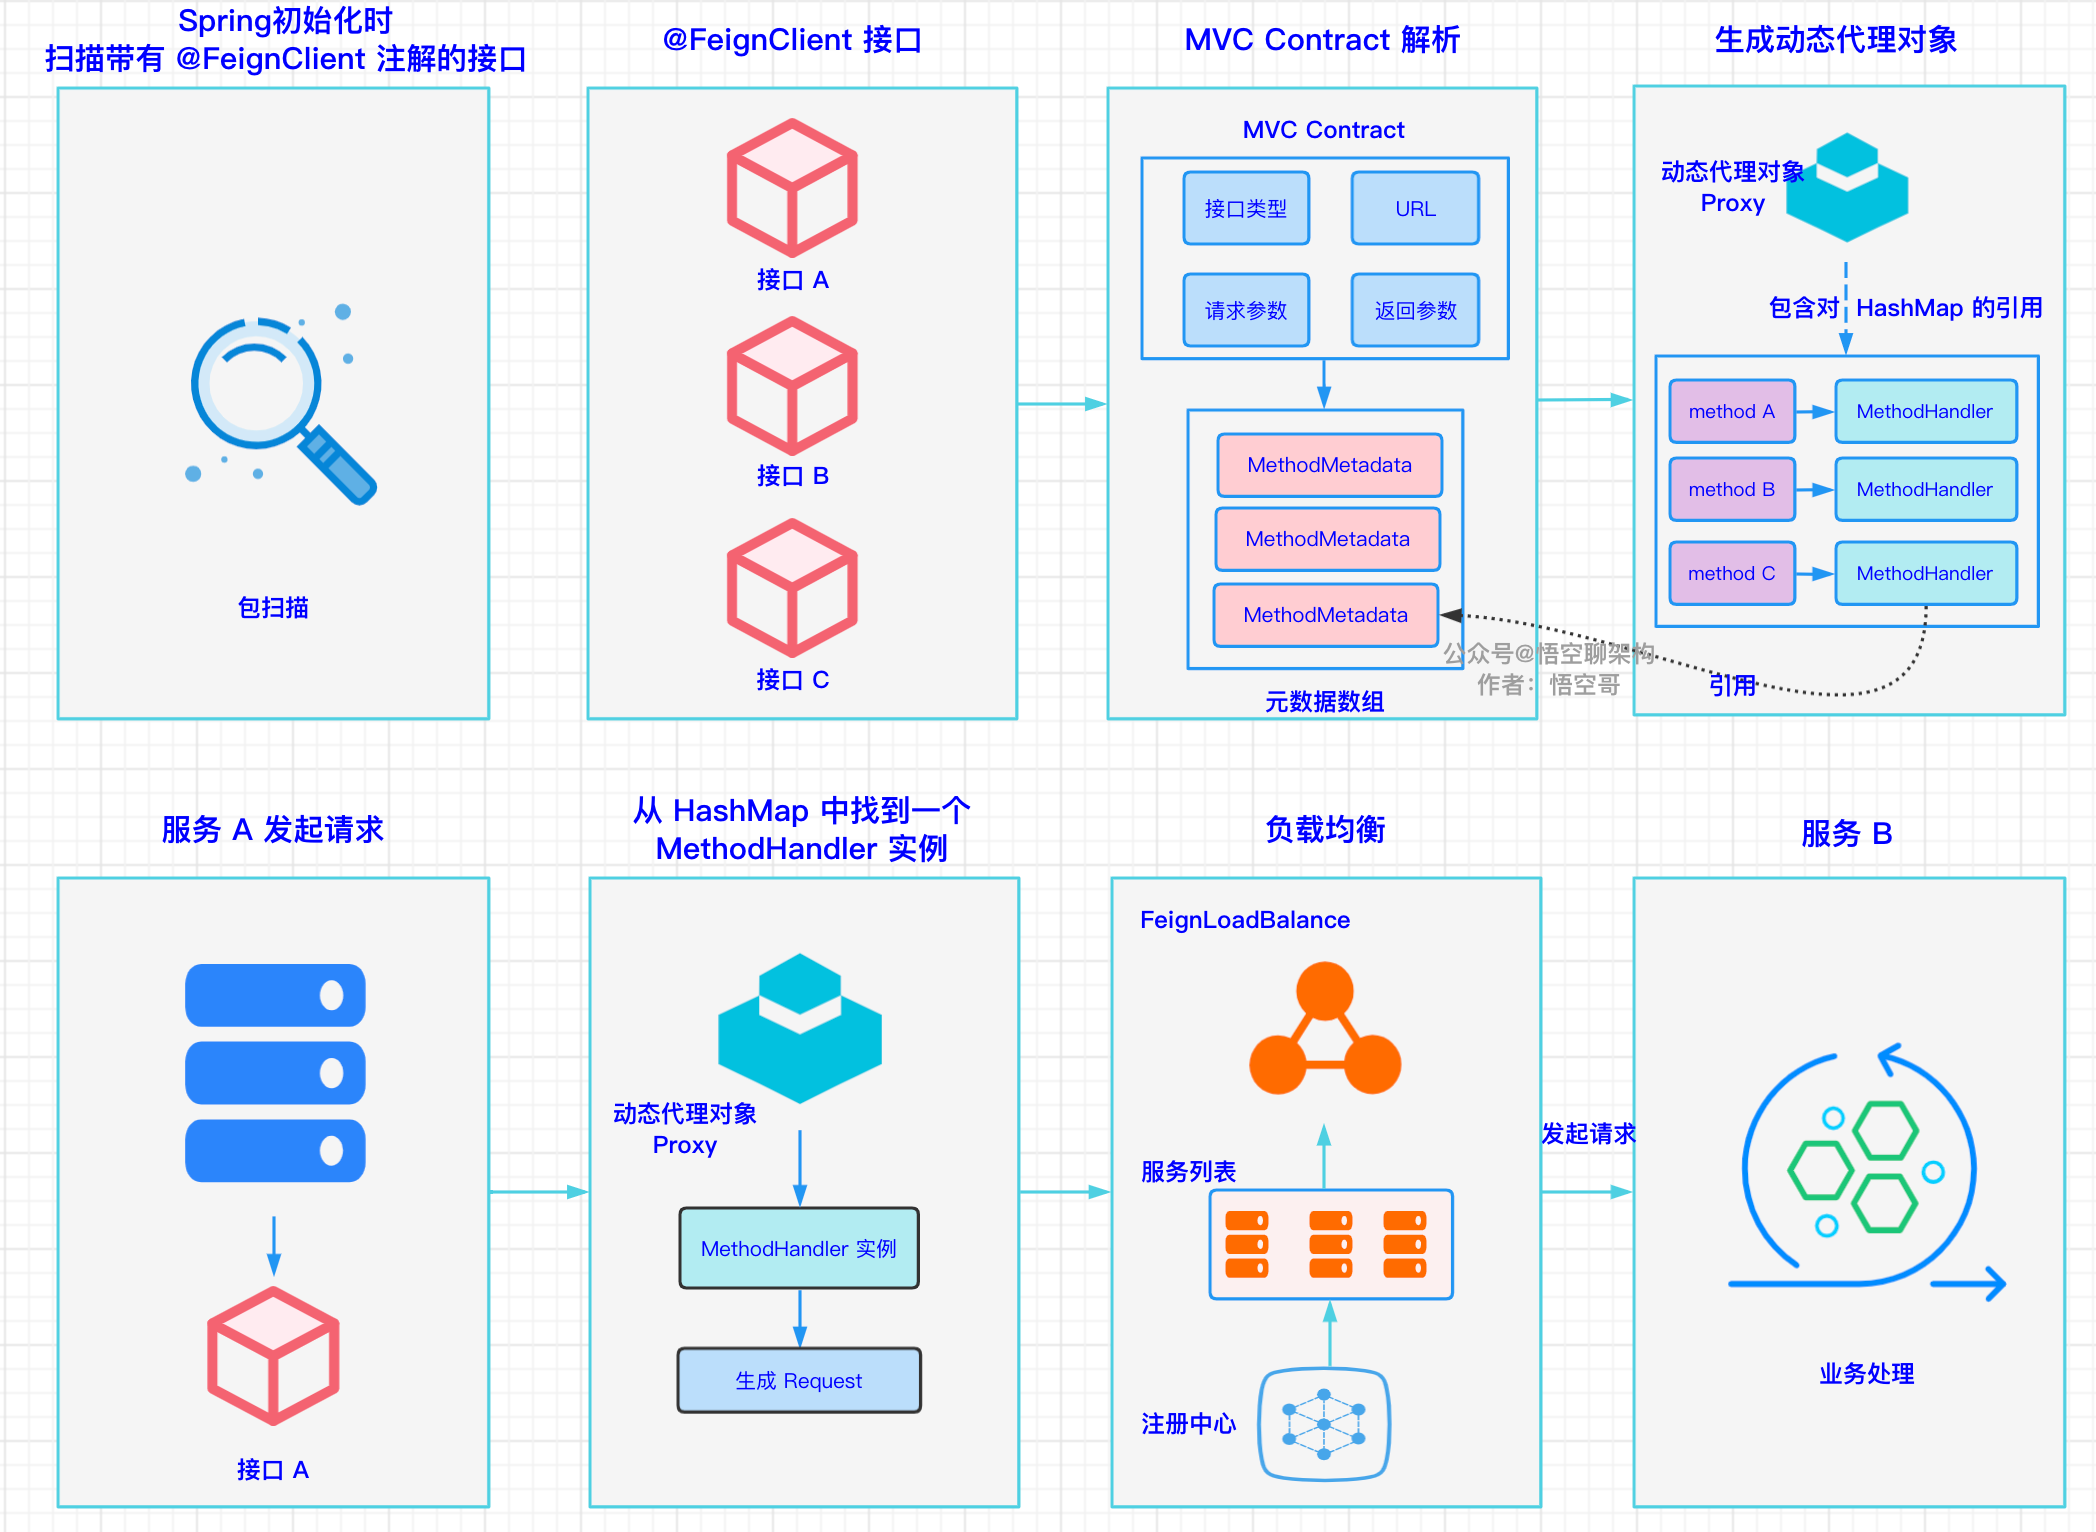 Spring初始化时
扫描带有 @FeignClient 注解的接口
包扫描
@FeignClient 接口
接口 A
接口 B
接口 C
MVC Contract 解析
MVC Contract
接口类型
URL
请求参数
返回参数
MethodMetadata
MethodMetadata
MethodMetadata
元数据数组
生成动态代理对象
动态代理对象
Proxy
包含对 HashMap 的引用
method A
MethodHandler
method B
MethodHandler
method C
MethodHandler
引用
公众号@悟空聊架构
作者：悟空哥
服务 A 发起请求
接口 A
从 HashMap 中找到一个
MethodHandler 实例
动态代理对象
Proxy
MethodHandler 实例
生成 Request
负载均衡
FeignLoadBalance
服务列表
注册中心
发起请求
服务 B
业务处理